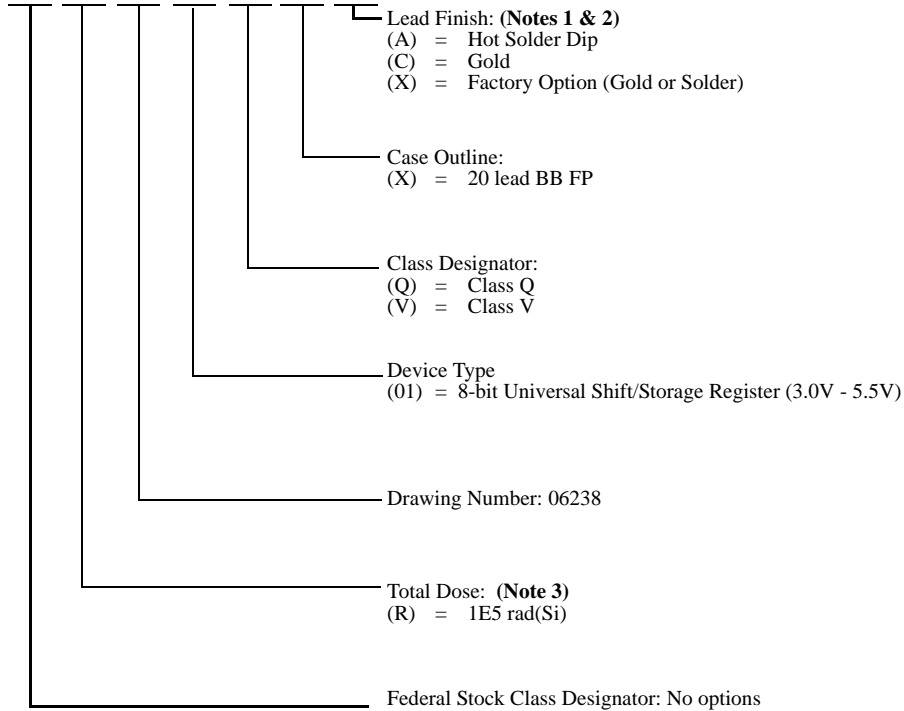 Lead Finish: (Notes 1 & 2)
(A) = Hot Solder Dip
(C) = Gold
(X) = Factory Option (Gold or Solder)
Case Outline:
(X) = 20 lead BB FP
Class Designator:
(Q) = Class Q
(V) = Class V
Device Type
(01) = 8-bit Universal Shift/Storage Register (3.0V - 5.5V)
Drawing Number: 06238
Total Dose: (Note 3)
(R) = 1E5 rad(Si)
Federal Stock Class Designator: No options